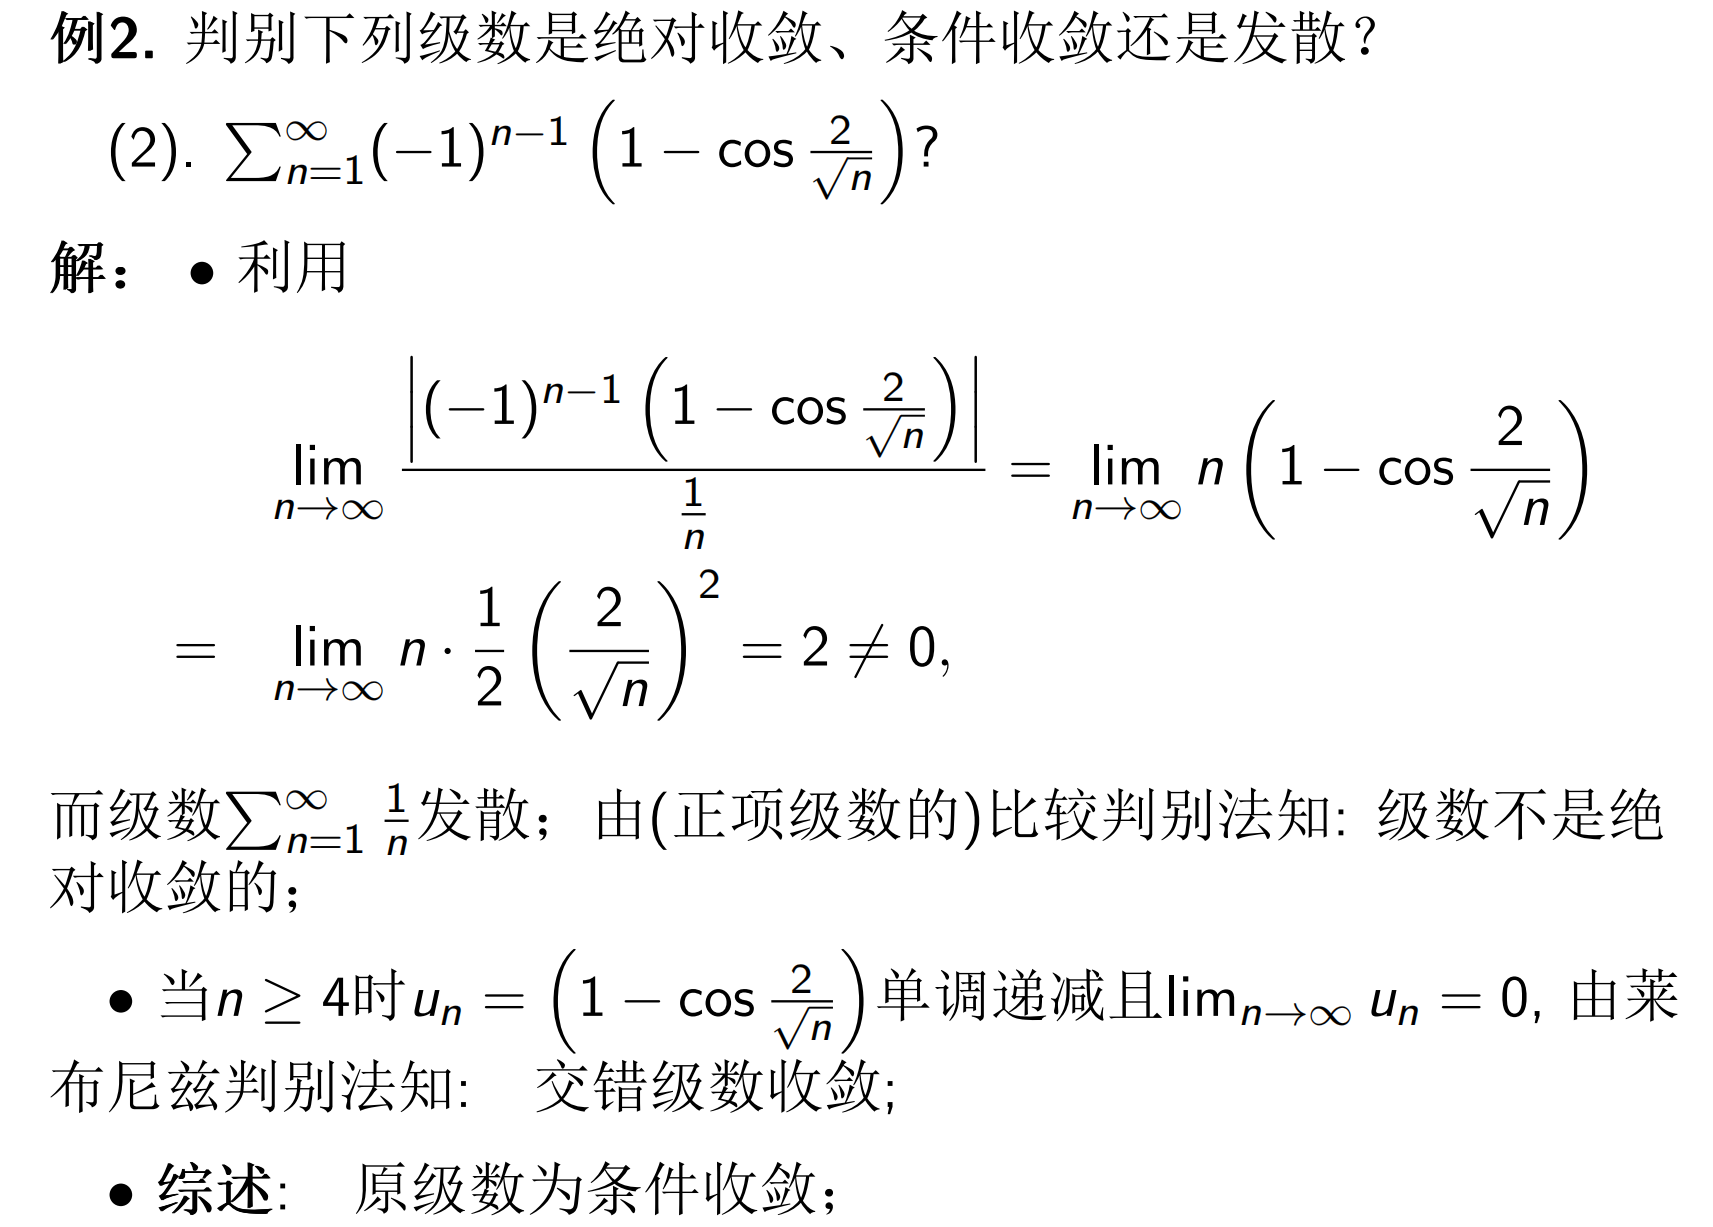 例2. 判别下列级数是绝对收敛、条件收敛还是发散?
(2). $\sum_{n=1}^{\infty}(-1)^{n-1}\left(1-\cos\frac{2}{\sqrt{n}}\right)$?
解： • 利用
$\lim_{n\to\infty}\frac{\left|(-1)^{n-1}\left(1-\cos\frac{2}{\sqrt{n}}\right)\right|}{\frac{1}{n}}=\lim_{n\to\infty}n\left(1-\cos\frac{2}{\sqrt{n}}\right)$
$=\lim_{n\to\infty}n\cdot\frac{1}{2}\left(\frac{2}{\sqrt{n}}\right)^2=2\neq 0,$
而级数$\sum_{n=1}^{\infty}\frac{1}{n}$发散；由(正项级数的)比较判别法知: 级数不是绝
对收敛的；
• 当$n\geq 4$时$u_n=\left(1-\cos\frac{2}{\sqrt{n}}\right)$单调递减且$\lim_{n\to\infty}u_n=0$, 由莱
布尼兹判别法知: 交错级数收敛;
• 综述: 原级数为条件收敛；